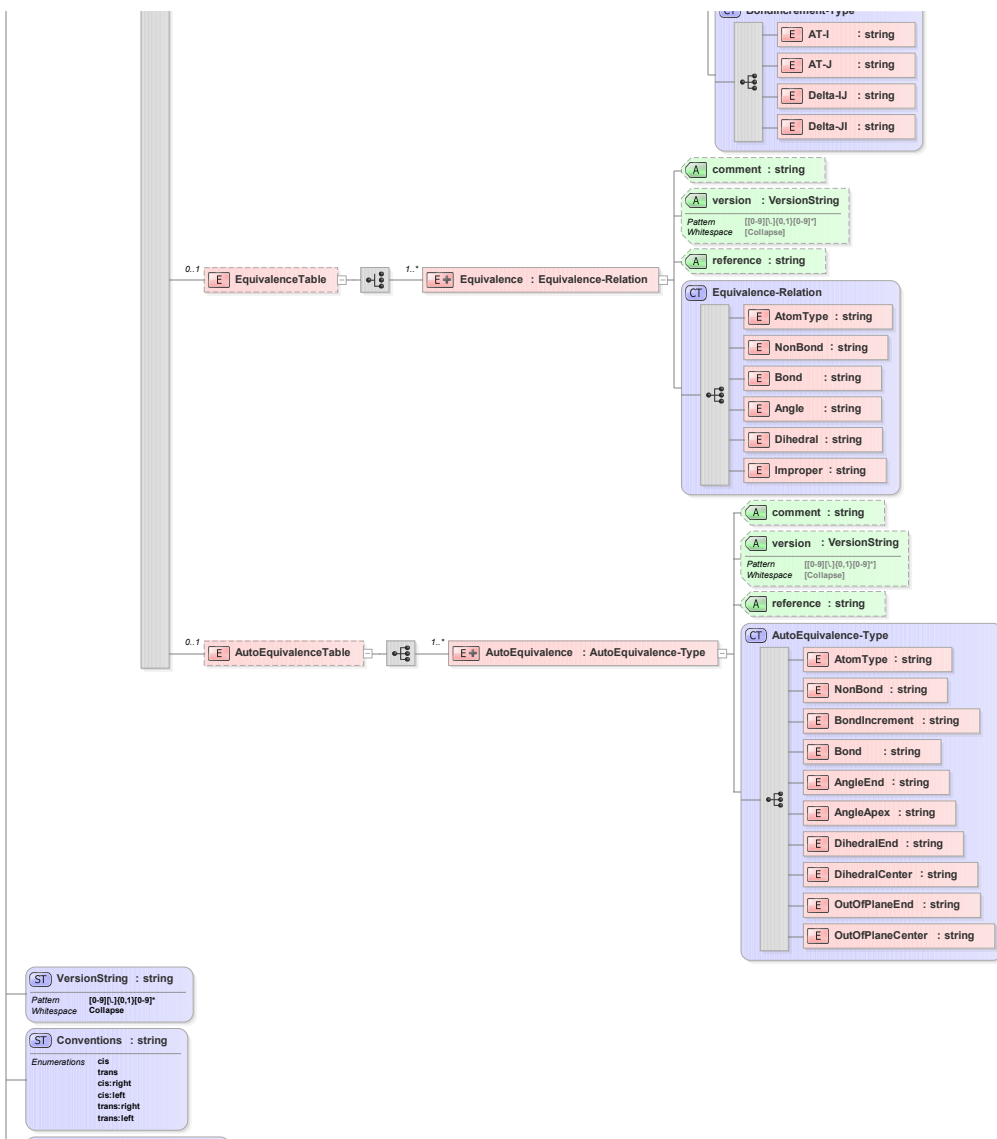 CT BondIncrement-Type
E AT-I : string
E AT-J : string
E Delta-IJ : string
E Delta-JI : string
A comment : string
A version : VersionString
Pattern [[0-9][\.]{0,1}[0-9]*]
Whitespace [Collapse]
A reference : string
0..1 E EquivalenceTable 1..* E Equivalence : Equivalence-Relation
CT Equivalence-Relation
E AtomType : string
E NonBond : string
E Bond : string
E Angle : string
E Dihedral : string
E Improper : string
A comment : string
A version : VersionString
Pattern [[0-9][\.]{0,1}[0-9]*]
Whitespace [Collapse]
A reference : string
0..1 E AutoEquivalenceTable 1..* E AutoEquivalence : AutoEquivalence-Type
CT AutoEquivalence-Type
E AtomType : string
E NonBond : string
E BondIncrement : string
E Bond : string
E AngleEnd : string
E AngleApex : string
E DihedralEnd : string
E DihedralCenter : string
E OutOfPlaneEnd : string
E OutOfPlaneCenter : string
ST VersionString : string
Pattern [0-9][\.]{0,1}[0-9]*
Whitespace Collapse
ST Conventions : string
Enumerations cis
trans
cis:right
cis:left
trans:right
trans:left